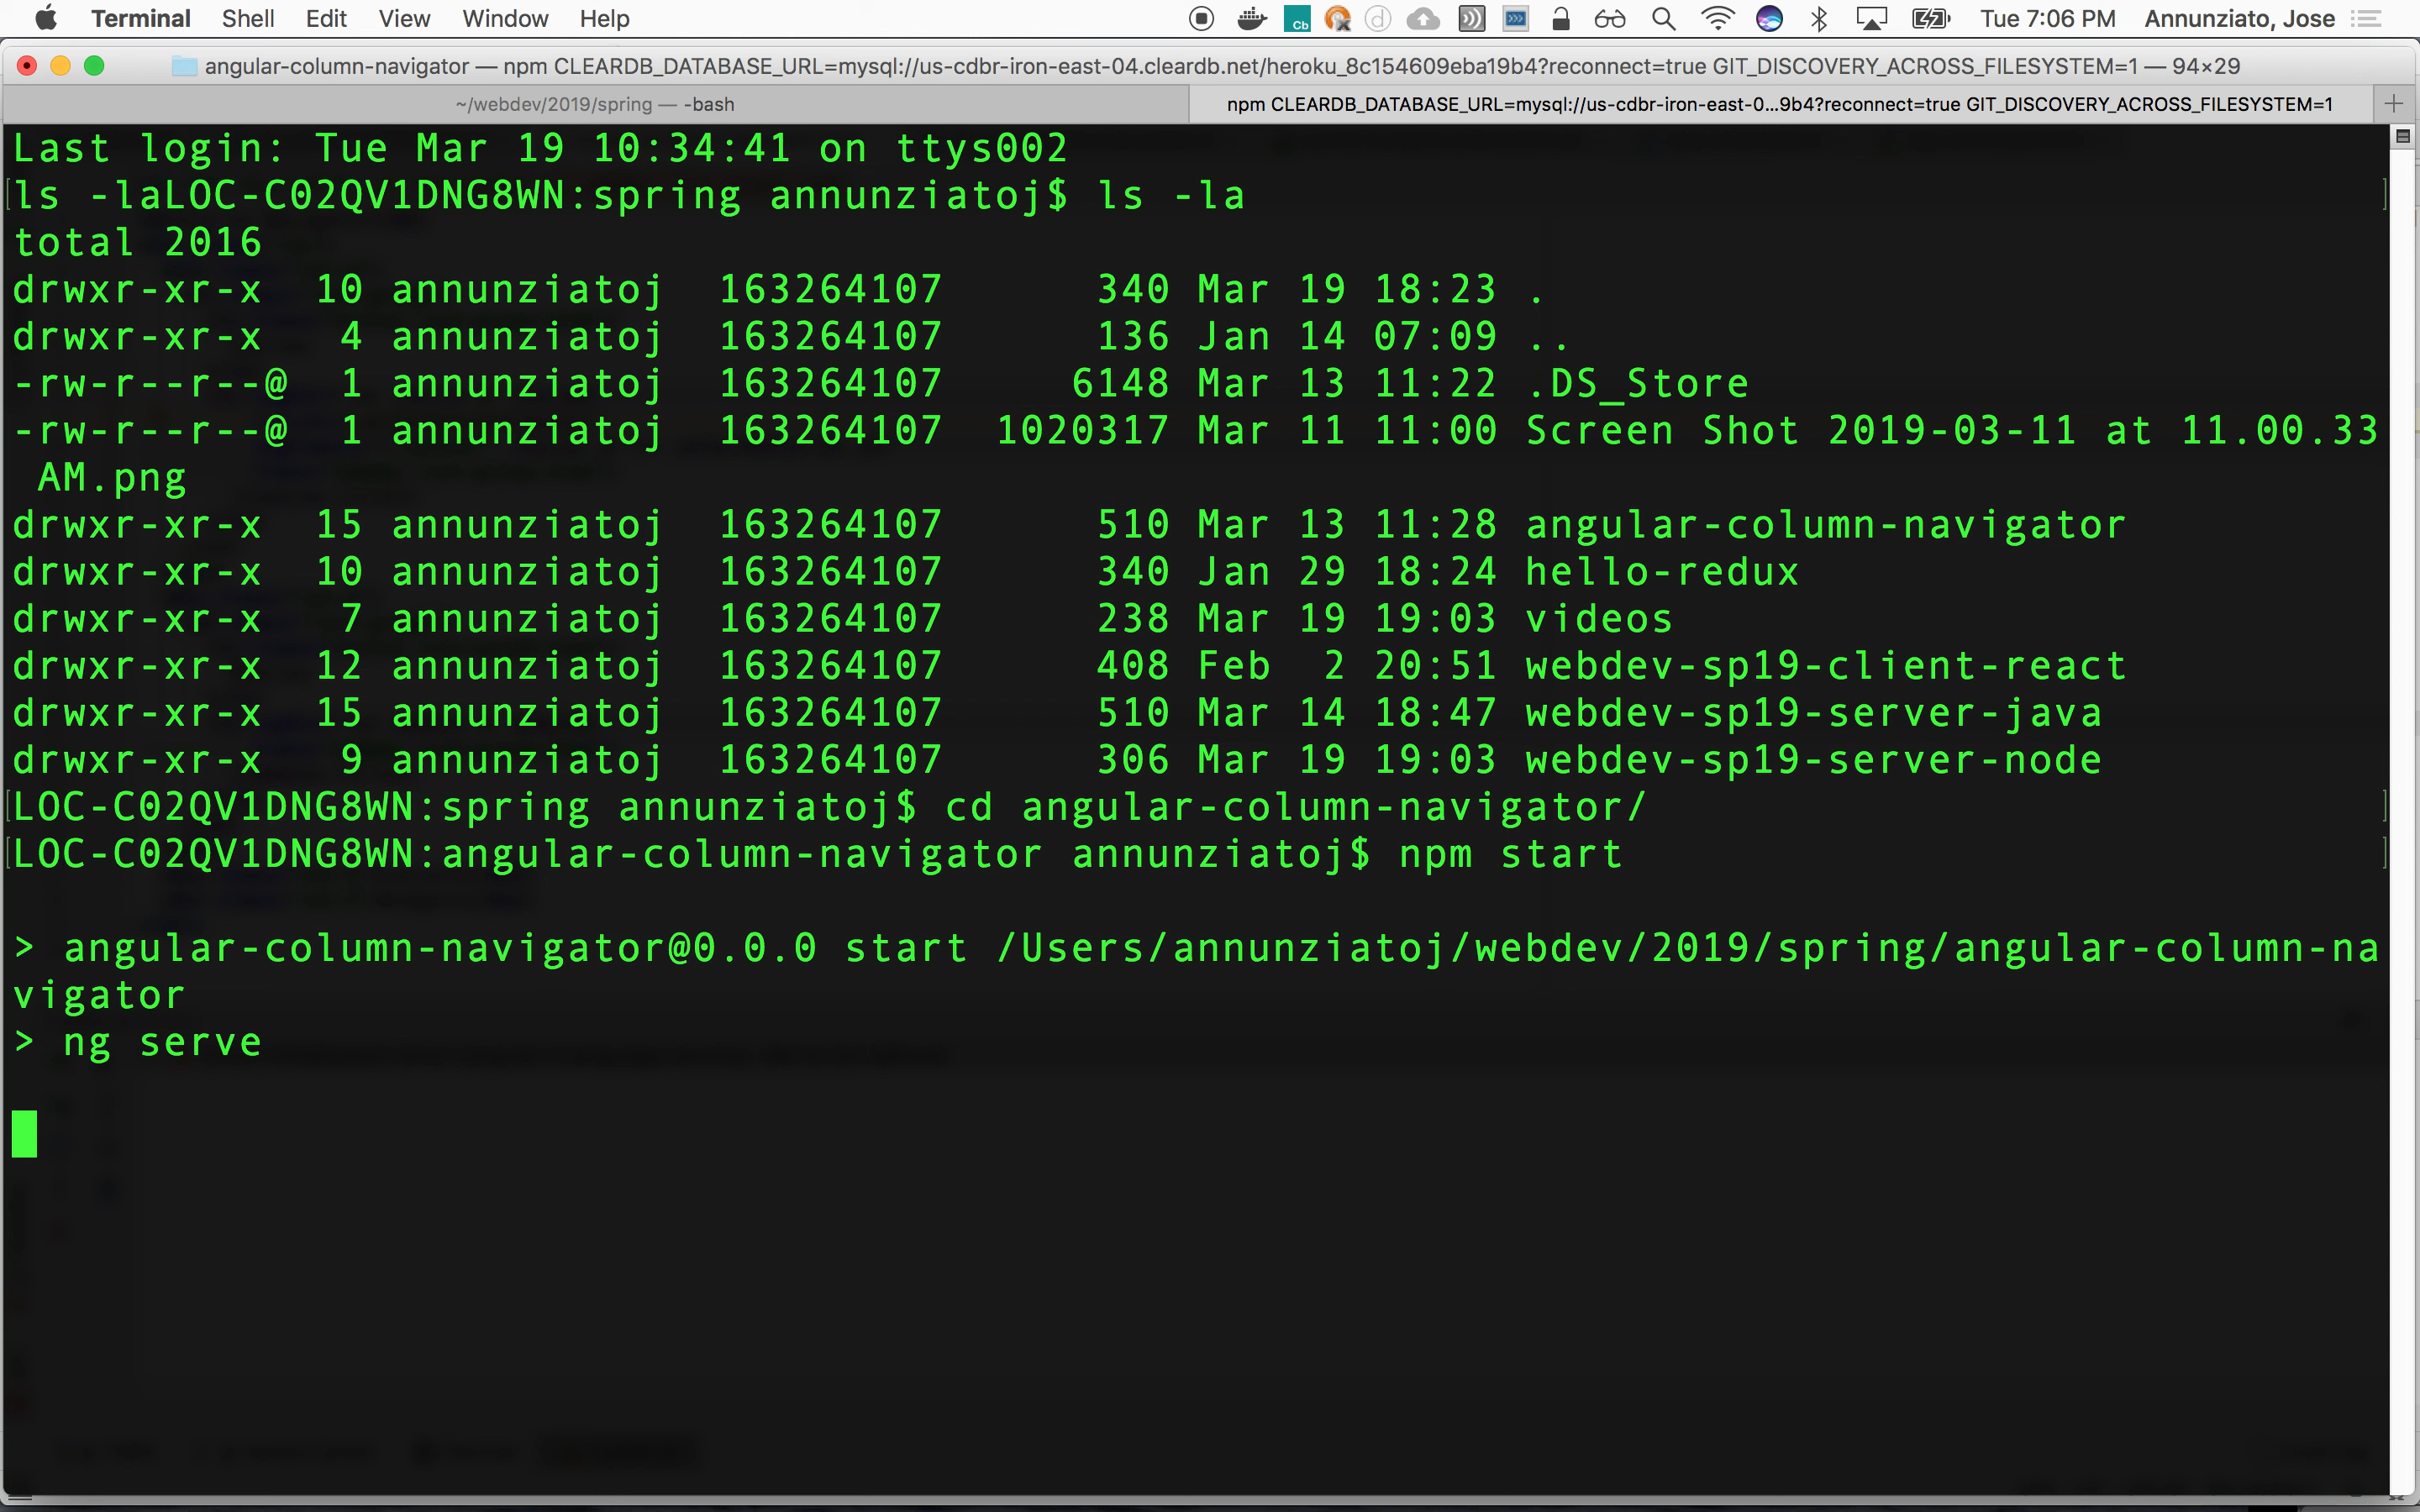 Terminal Shell Edit View Window Help Cb d Tue 7:06 PM Annunziato, Jose
angular-column-navigator — npm CLEARDB_DATABASE_URL=mysql://us-cdbr-iron-east-04.cleardb.net/heroku_8c154609eba19b4?reconnect=true GIT_DISCOVERY_ACROSS_FILESYSTEM=1 — 94×29
~/webdev/2019/spring — -bash
npm CLEARDB_DATABASE_URL=mysql://us-cdbr-iron-east-0...9b4?reconnect=true GIT_DISCOVERY_ACROSS_FILESYSTEM=1
Last login: Tue Mar 19 10:34:41 on ttys002
[ls -laLOC-C02QV1DNG8WN:spring annunziatoj$ ls -la ]
total 2016
drwxr-xr-x  10 annunziatoj  163264107      340 Mar 19 18:23 .
drwxr-xr-x   4 annunziatoj  163264107      136 Jan 14 07:09 ..
-rw-r--r--@  1 annunziatoj  163264107     6148 Mar 13 11:22 .DS_Store
-rw-r--r--@  1 annunziatoj  163264107  1020317 Mar 11 11:00 Screen Shot 2019-03-11 at 11.00.33
 AM.png
drwxr-xr-x  15 annunziatoj  163264107      510 Mar 13 11:28 angular-column-navigator
drwxr-xr-x  10 annunziatoj  163264107      340 Jan 29 18:24 hello-redux
drwxr-xr-x   7 annunziatoj  163264107      238 Mar 19 19:03 videos
drwxr-xr-x  12 annunziatoj  163264107      408 Feb  2 20:51 webdev-sp19-client-react
drwxr-xr-x  15 annunziatoj  163264107      510 Mar 14 18:47 webdev-sp19-server-java
drwxr-xr-x   9 annunziatoj  163264107      306 Mar 19 19:03 webdev-sp19-server-node
[LOC-C02QV1DNG8WN:spring annunziatoj$ cd angular-column-navigator/ ]
[LOC-C02QV1DNG8WN:angular-column-navigator annunziatoj$ npm start ]
> angular-column-navigator@0.0.0 start /Users/annunziatoj/webdev/2019/spring/angular-column-na
vigator
> ng serve